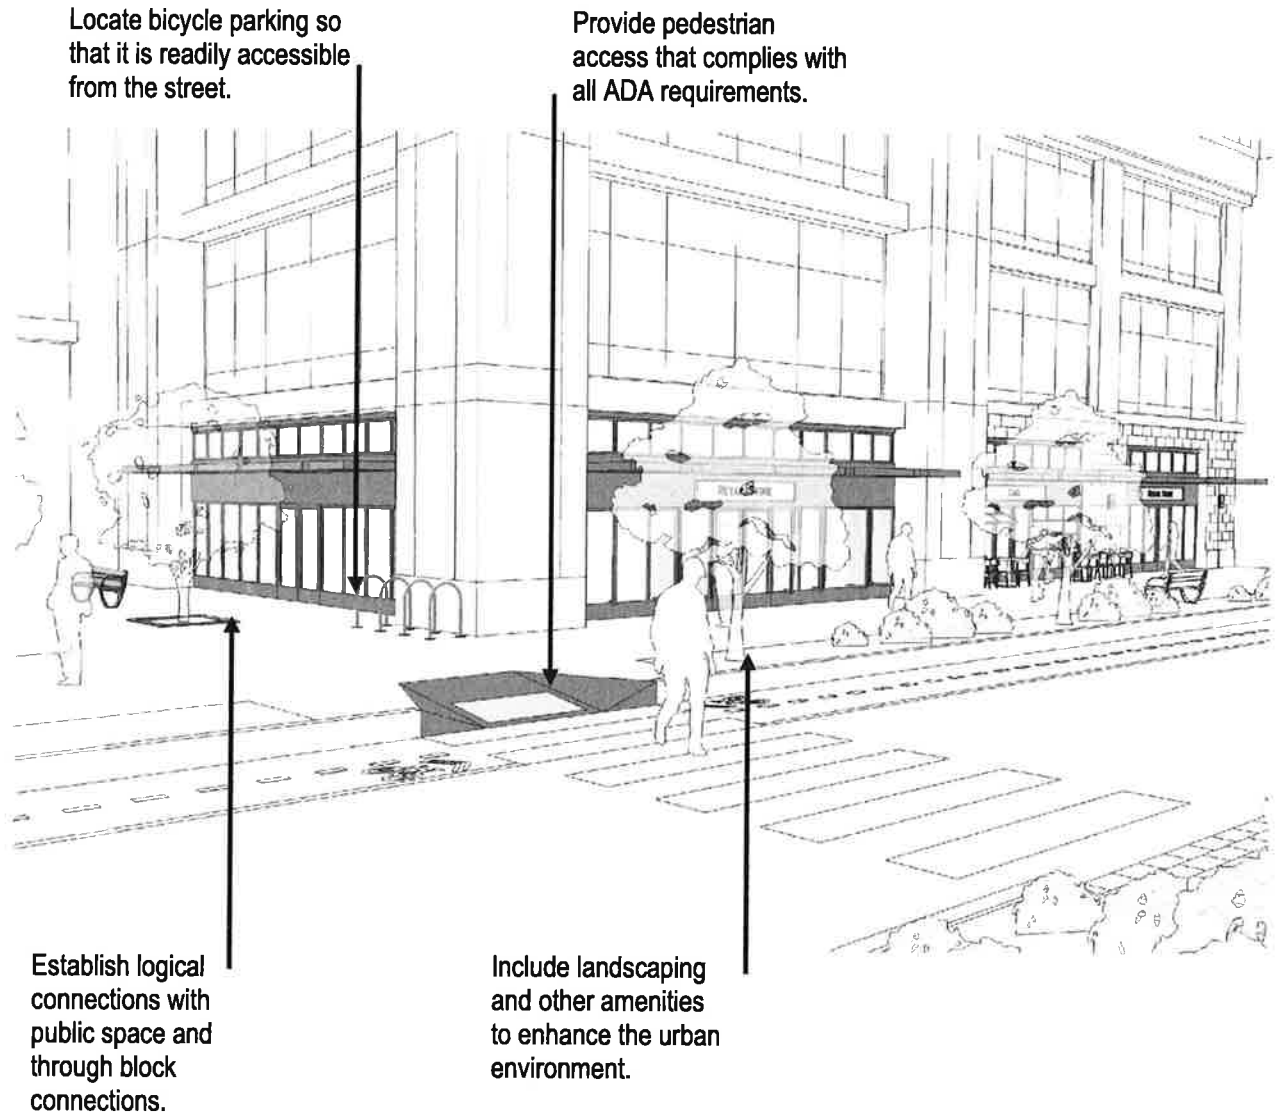 Locate bicycle parking so
that it is readily accessible
from the street.
Provide pedestrian
access that complies with
all ADA requirements.
Establish logical
connections with
public space and
through block
connections.
Include landscaping
and other amenities
to enhance the urban
environment.